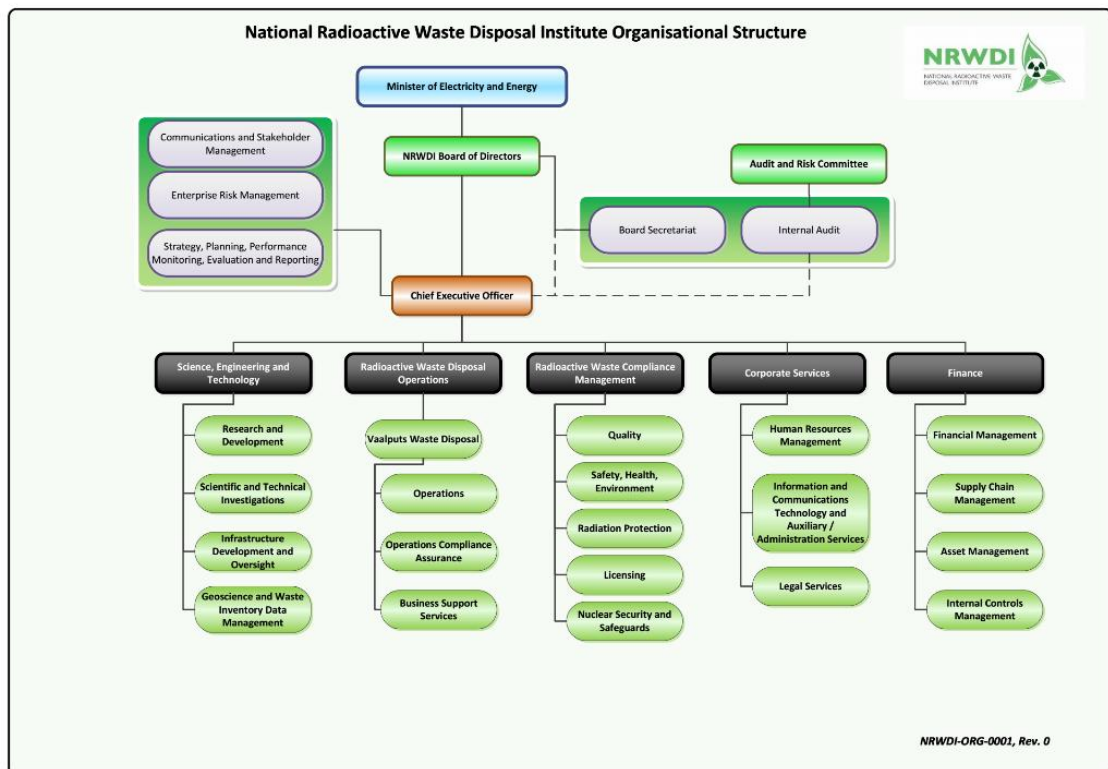 National Radioactive Waste Disposal Institute Organisational Structure
NRWDI
NATIONAL RADIOACTIVE WASTE
DISPOSAL INSTITUTE
Minister of Electricity and Energy
Communications and Stakeholder
Management
Enterprise Risk Management
Strategy, Planning, Performance
Monitoring, Evaluation and Reporting
NRWDI Board of Directors
Audit and Risk Committee
Board Secretariat
Internal Audit
Chief Executive Officer
Science, Engineering and
Technology
Research and
Development
Scientific and Technical
Investigations
Infrastructure
Development and
Oversight
Geoscience and Waste
Inventory Data
Management
Radioactive Waste Disposal
Operations
Vaalputs Waste Disposal
Operations
Operations Compliance
Assurance
Business Support
Services
Radioactive Waste Compliance
Management
Quality
Safety, Health,
Environment
Radiation Protection
Licensing
Nuclear Security and
Safeguards
Corporate Services
Human Resources
Management
Information and
Communications
Technology and
Auxiliary /
Administration Services
Legal Services
Finance
Financial Management
Supply Chain
Management
Asset Management
Internal Controls
Management
NRWDI-ORG-0001, Rev. 0